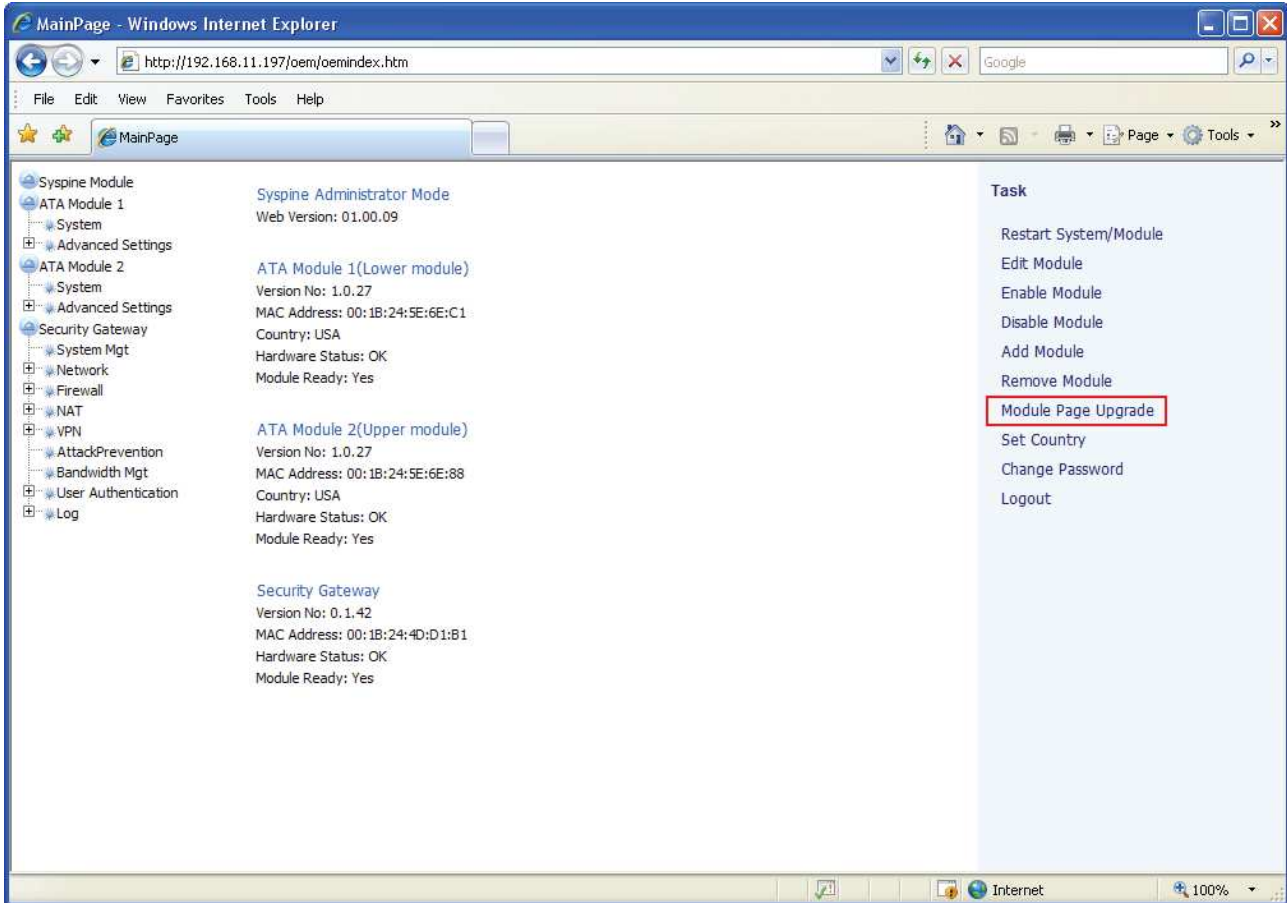 MainPage - Windows Internet Explorer
http://192.168.11.197/oem/oemindex.htm
Google
File Edit View Favorites Tools Help
MainPage
Page Tools »
Syspine Module
ATA Module 1
System
Advanced Settings
ATA Module 2
System
Advanced Settings
Security Gateway
System Mgt
Network
Firewall
NAT
VPN
AttackPrevention
Bandwidth Mgt
User Authentication
Log
Syspine Administrator Mode
Web Version: 01.00.09
ATA Module 1(Lower module)
Version No: 1.0.27
MAC Address: 00:1B:24:5E:6E:C1
Country: USA
Hardware Status: OK
Module Ready: Yes
ATA Module 2(Upper module)
Version No: 1.0.27
MAC Address: 00:1B:24:5E:6E:88
Country: USA
Hardware Status: OK
Module Ready: Yes
Security Gateway
Version No: 0.1.42
MAC Address: 00:1B:24:4D:D1:B1
Hardware Status: OK
Module Ready: Yes
Task
Restart System/Module
Edit Module
Enable Module
Disable Module
Add Module
Remove Module
Module Page Upgrade
Set Country
Change Password
Logout
Internet
100%